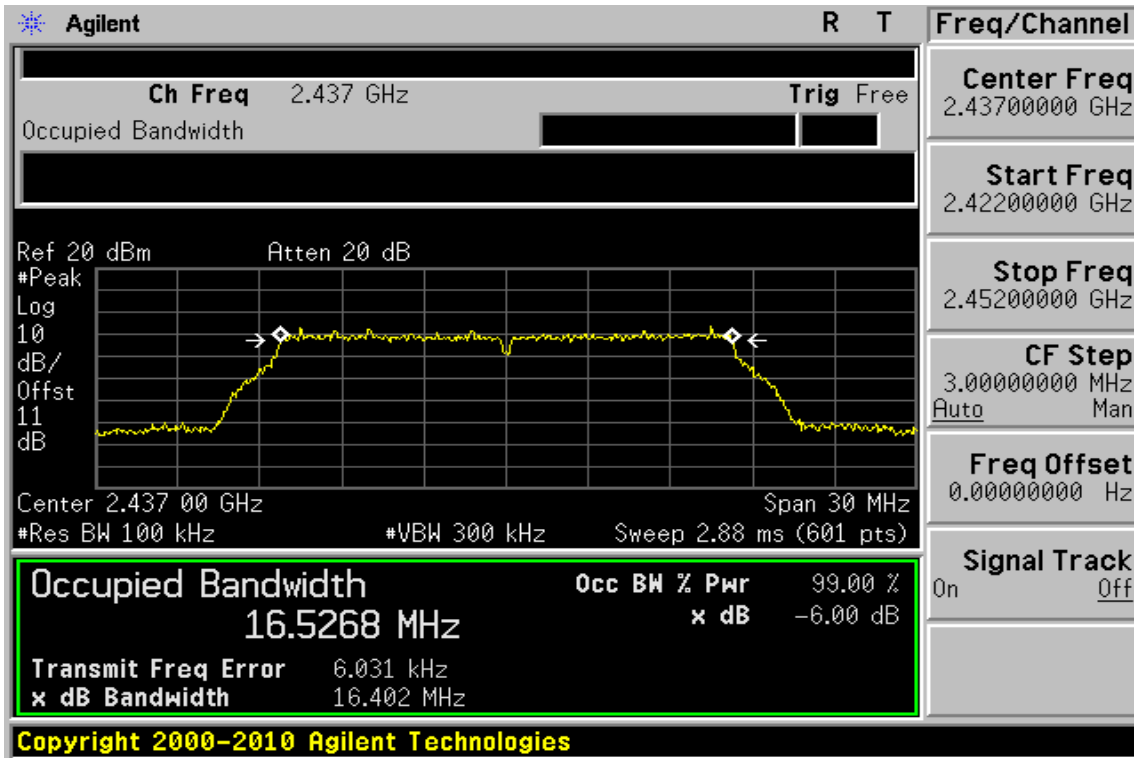 Agilent R T
Ch Freq 2.437 GHz Trig Free
Occupied Bandwidth
Ref 20 dBm Atten 20 dB
#Peak
Log
10
dB/
Offst
11
dB
Center 2.437 00 GHz Span 30 MHz
#Res BW 100 kHz #VBW 300 kHz Sweep 2.88 ms (601 pts)
Occupied Bandwidth Occ BW % Pwr 99.00 %
16.5268 MHz x dB -6.00 dB
Transmit Freq Error 6.031 kHz
x dB Bandwidth 16.402 MHz
Copyright 2000-2010 Agilent Technologies
Freq/Channel
Center Freq
2.43700000 GHz
Start Freq
2.42200000 GHz
Stop Freq
2.45200000 GHz
CF Step
3.00000000 MHz
Auto Man
Freq Offset
0.00000000 Hz
Signal Track
On Off